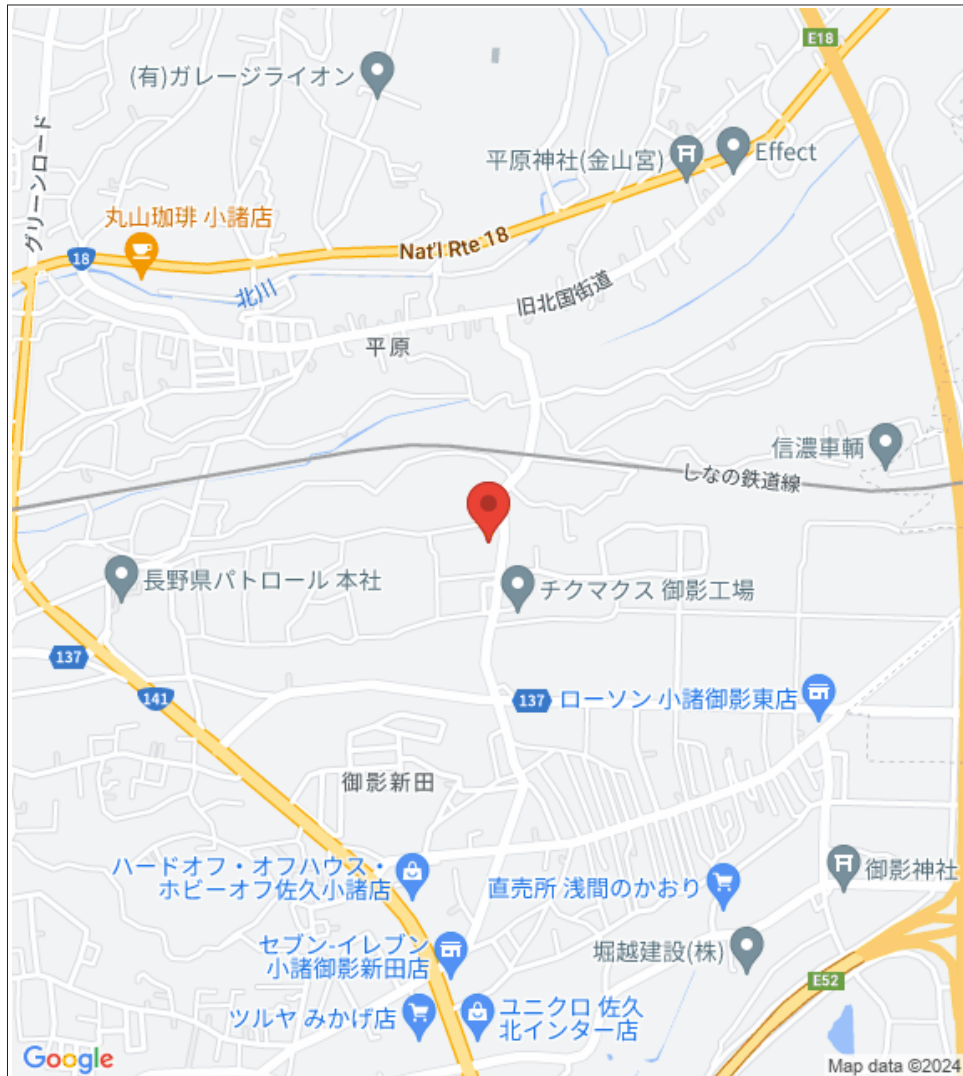 E18
(有)ガレージライオン
グリーンロード
平原神社(金山宮)
Effect
丸山珈琲 小諸店
18
Nat'l Rte 18
北川
旧北国街道
平原
信濃車輌
しなの鉄道線
長野県パトロール 本社
チクマクス 御影工場
137
141
137
ローソン 小諸御影東店
御影新田
ハードオフ・オフハウス・
ホビーオフ佐久小諸店
直売所 浅間のかおり
御影神社
セブン-イレブン
小諸御影新田店
堀越建設(株)
E52
ツルヤ みかげ店
ユニクロ 佐久
北インター店
Google
Map data ©2024